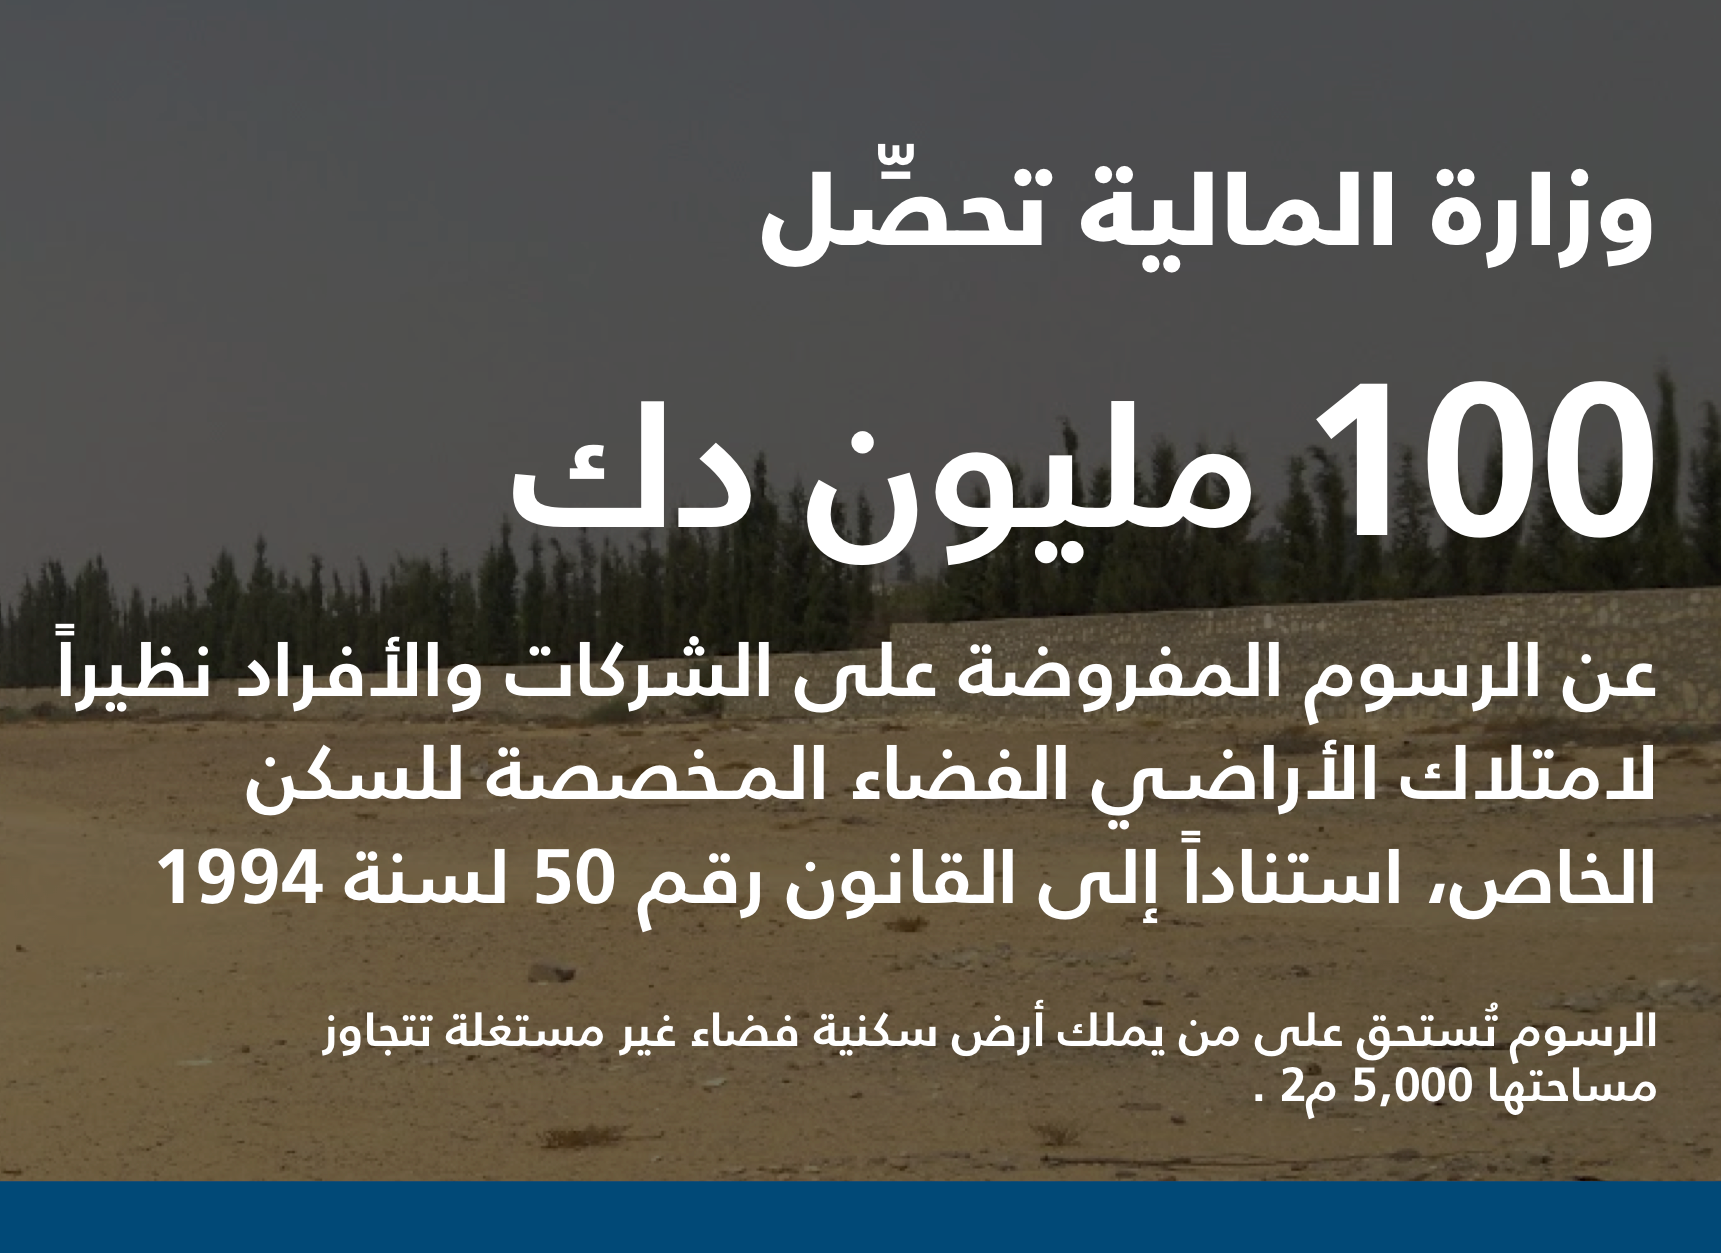 وزارة المالية تحصِّل
100 مليون دك
عن الرسوم المفروضة على الشركات والأفراد نظيراً
لامتلاك الأراضي الفضاء المخصصة للسكن
الخاص، استناداً إلى القانون رقم 50 لسنة 1994
الرسوم تُستحق على من يملك أرض سكنية فضاء غير مستغلة تتجاوز
مساحتها 5,000 م2 .